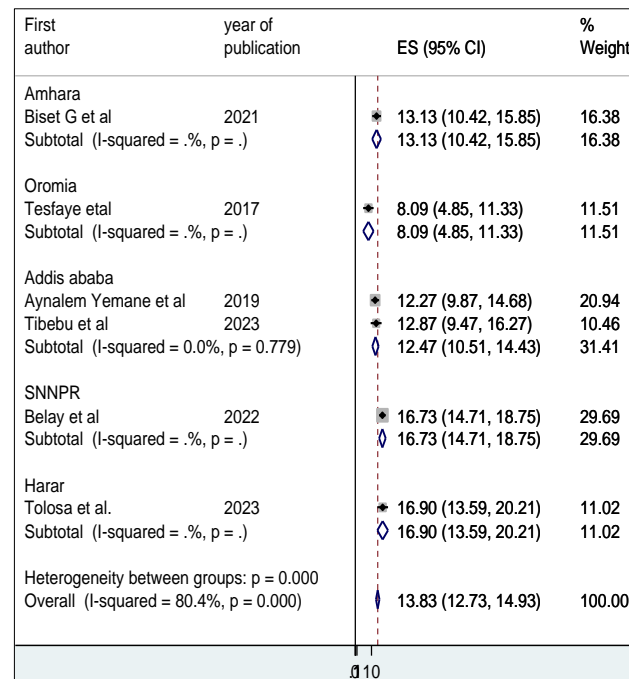 First year of %
author publication ES (95% CI) Weight
Amhara
Biset G et al 2021 13.13 (10.42, 15.85) 16.38
Subtotal (I-squared = .%, p = .) 13.13 (10.42, 15.85) 16.38
Oromia
Tesfaye etal 2017 8.09 (4.85, 11.33) 11.51
Subtotal (I-squared = .%, p = .) 8.09 (4.85, 11.33) 11.51
Addis ababa
Aynalem Yemane et al 2019 12.27 (9.87, 14.68) 20.94
Tibebu et al 2023 12.87 (9.47, 16.27) 10.46
Subtotal (I-squared = 0.0%, p = 0.779) 12.47 (10.51, 14.43) 31.41
SNNPR
Belay et al 2022 16.73 (14.71, 18.75) 29.69
Subtotal (I-squared = .%, p = .) 16.73 (14.71, 18.75) 29.69
Harar
Tolosa et al. 2023 16.90 (13.59, 20.21) 11.02
Subtotal (I-squared = .%, p = .) 16.90 (13.59, 20.21) 11.02
Heterogeneity between groups: p = 0.000
Overall (I-squared = 80.4%, p = 0.000) 13.83 (12.73, 14.93) 100.00
10